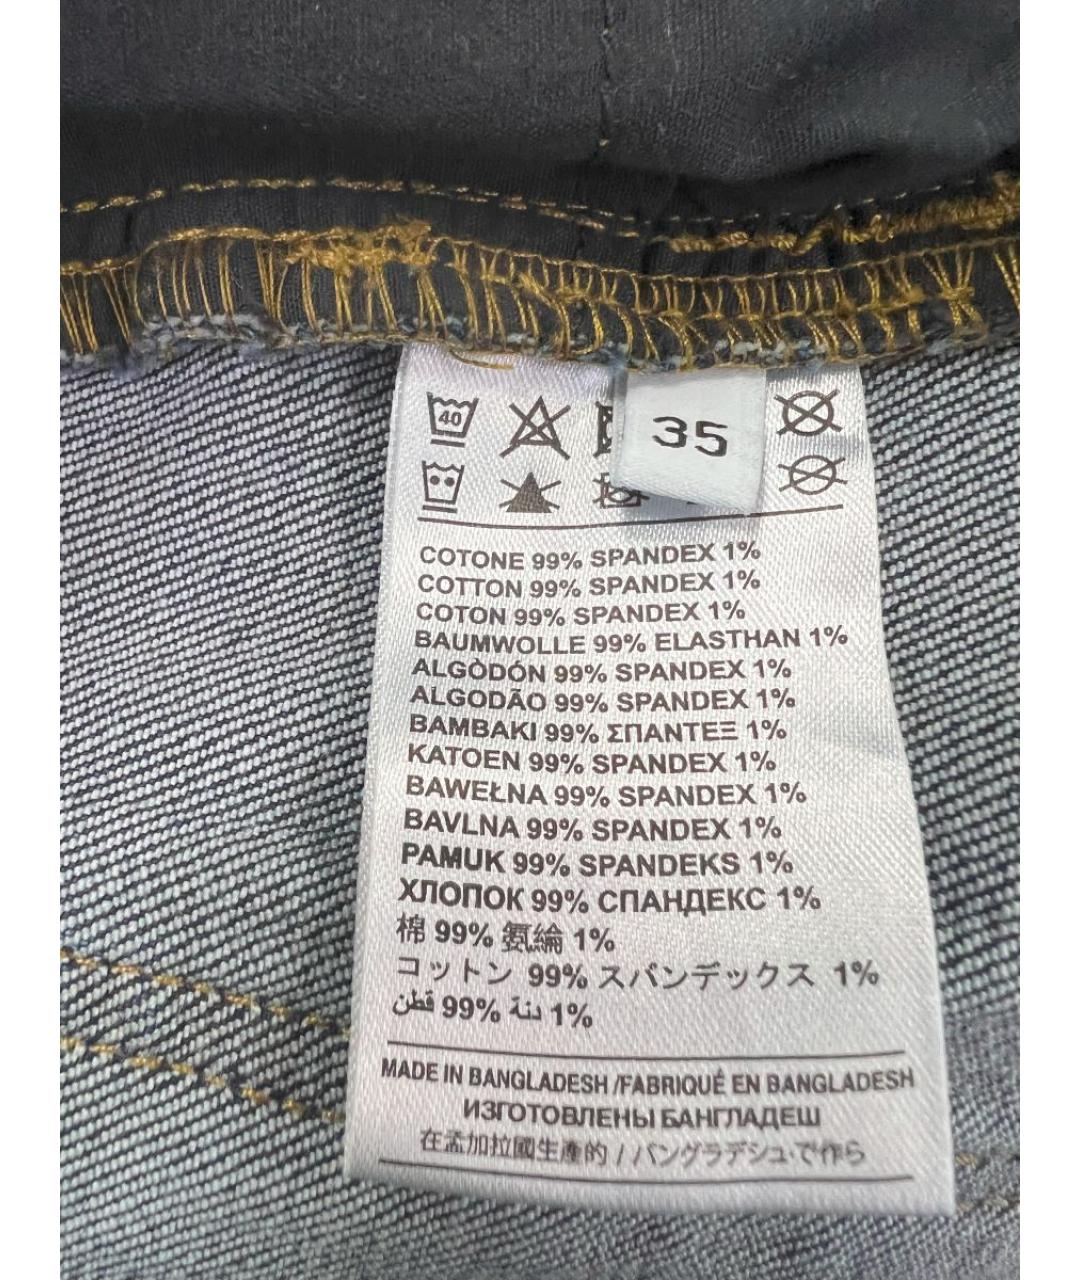 40
35
COTONE 99% SPANDEX 1%
COTTON 99% SPANDEX 1%
COTON 99% SPANDEX 1%
BAUMWOLLE 99% ELASTHAN 1%
ALGÒDÓN 99% SPANDEX 1%
ALGODÃO 99% SPANDEX 1%
BAMBAKI 99% ΣΠΑΝΤΕΞ 1%
KATOEN 99% SPANDEX 1%
BAWEŁNA 99% SPANDEX 1%
BAVLNA 99% SPANDEX 1%
PAMUK 99% SPANDEKS 1%
ХЛОПОК 99% СПАНДЕКС 1%
棉 99% 氨綸 1%
コットン 99% スパンデックス 1%
قطن 99% دنة 1%
MADE IN BANGLADESH /FABRIQUÉ EN BANGLADESH
ИЗГОТОВЛЕНЫ БАНГЛАДЕШ
在孟加拉國生產的 / バングラデシュ·で作ら